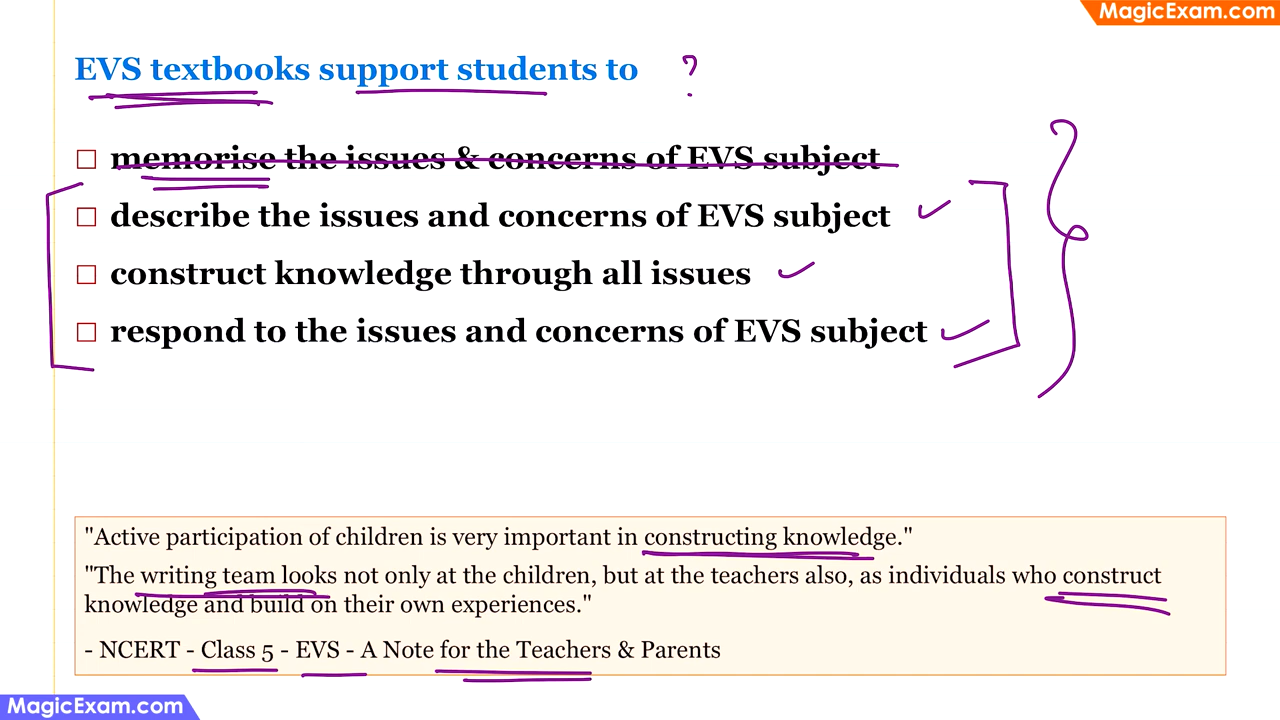 MagicExam.com
EVS textbooks support students to ?
memorise the issues & concerns of EVS subject
describe the issues and concerns of EVS subject
construct knowledge through all issues
respond to the issues and concerns of EVS subject
"Active participation of children is very important in constructing knowledge."
"The writing team looks not only at the children, but at the teachers also, as individuals who construct
knowledge and build on their own experiences."
- NCERT - Class 5 - EVS - A Note for the Teachers & Parents
MagicExam.com